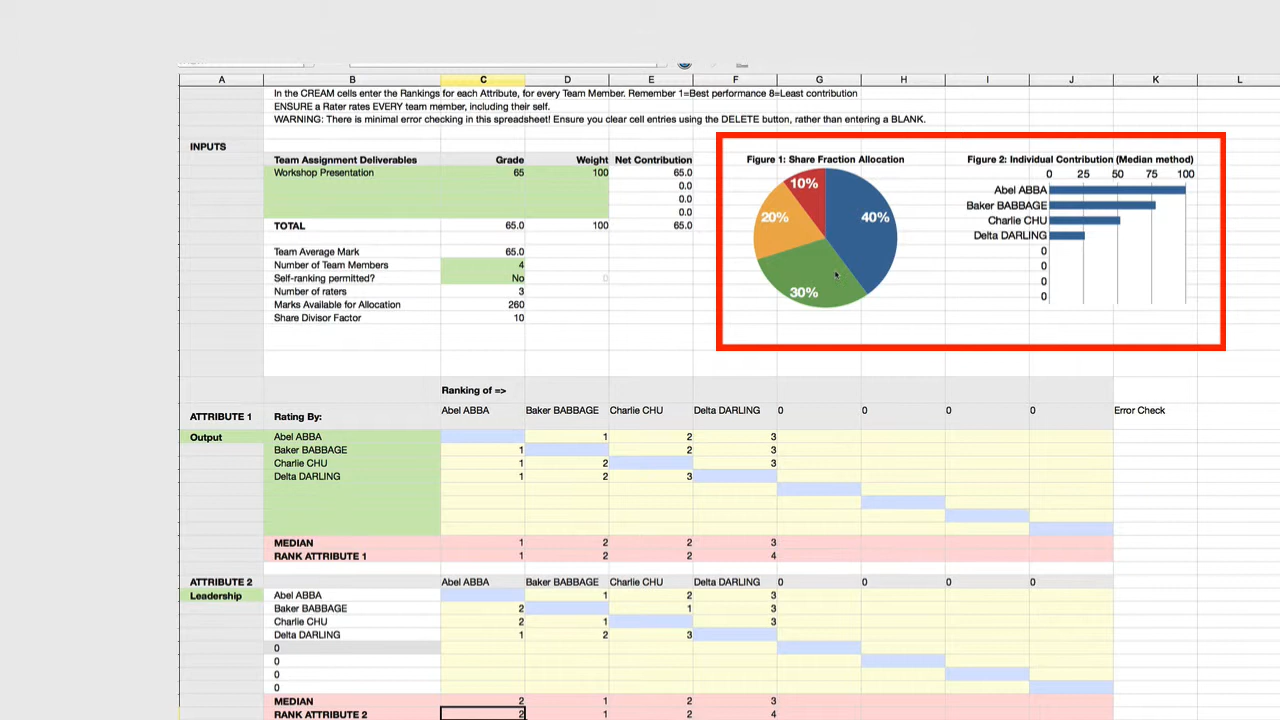 A B C D E F G H I J K L
In the CREAM cells enter the Rankings for each Attribute, for every Team Member. Remember 1=Best performance 8=Least contribution
ENSURE a Rater rates EVERY team member, including their self.
WARNING: There is minimal error checking in this spreadsheet! Ensure you clear cell entries using the DELETE button, rather than entering a BLANK.
INPUTS
Team Assignment Deliverables Grade Weight Net Contribution
Workshop Presentation 65 100 65.0
0.0
0.0
0.0
TOTAL 65.0 100 65.0
Team Average Mark 65.0
Number of Team Members 4
Self-ranking permitted? No 0
Number of raters 3
Marks Available for Allocation 260
Share Divisor Factor 10
Figure 1: Share Fraction Allocation
10%
40%
20%
30%
Figure 2: Individual Contribution (Median method)
0 25 50 75 100
Abel ABBA
Baker BABBAGE
Charlie CHU
Delta DARLING
0
0
0
0
Ranking of =>
ATTRIBUTE 1 Rating By: Abel ABBA Baker BABBAGE Charlie CHU Delta DARLING 0 0 0 0 Error Check
Output Abel ABBA 1 2 3
Baker BABBAGE 1 2 3
Charlie CHU 1 2 3
Delta DARLING 1 2 3
MEDIAN 1 2 2 3
RANK ATTRIBUTE 1 1 2 2 4
ATTRIBUTE 2 Abel ABBA Baker BABBAGE Charlie CHU Delta DARLING 0 0 0 0
Leadership Abel ABBA 1 2 3
Baker BABBAGE 2 1 3
Charlie CHU 2 1 3
Delta DARLING 1 2 3
0
0
0
0
MEDIAN 2 1 2 3
RANK ATTRIBUTE 2 2 1 2 4